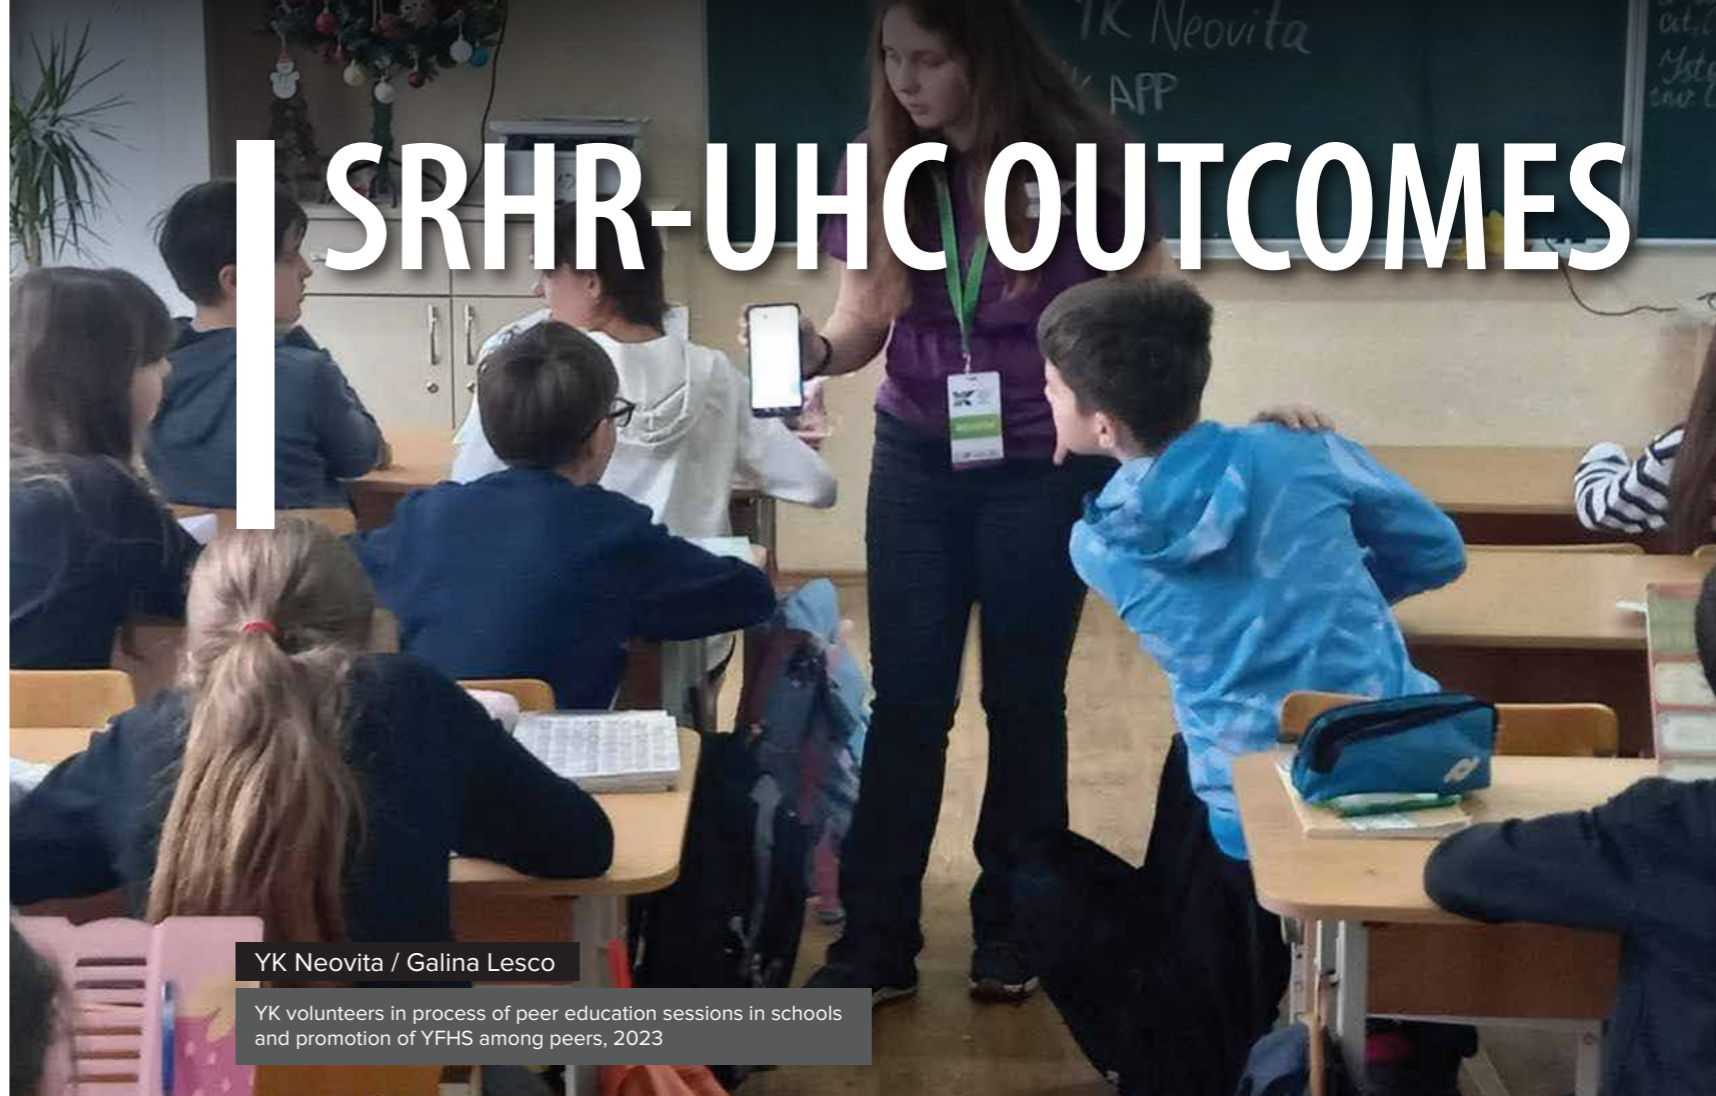 YK Neovita
APP
SRHR-UHC OUTCOMES
YK Neovita / Galina Lesco
YK volunteers in process of peer education sessions in schools
and promotion of YFHS among peers, 2023